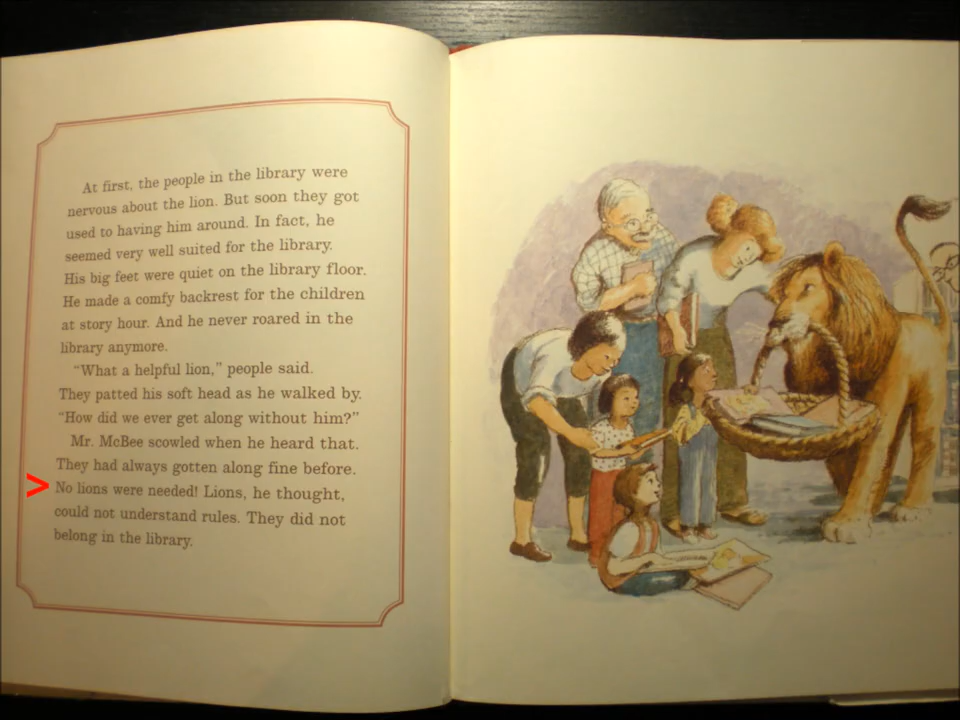 At first, the people in the library were
nervous about the lion. But soon they got
used to having him around. In fact, he
seemed very well suited for the library.
His big feet were quiet on the library floor.
He made a comfy backrest for the children
at story hour. And he never roared in the
library anymore.
“What a helpful lion,” people said.
They patted his soft head as he walked by.
“How did we ever get along without him?”
Mr. McBee scowled when he heard that.
They had always gotten along fine before.
> No lions were needed! Lions, he thought,
could not understand rules. They did not
belong in the library.